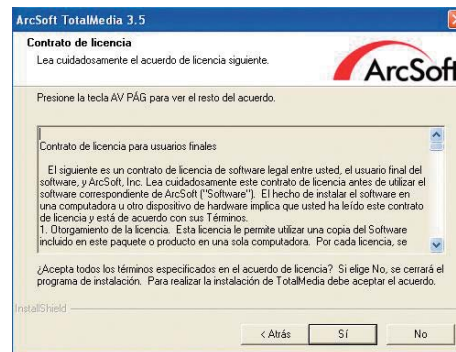 ArcSoft TotalMedia 3.5
Contrato de licencia
Lea cuidadosamente el acuerdo de licencia siguiente.
ArcSoft
Presione la tecla AV PÁG para ver el resto del acuerdo.
Contrato de licencia para usuarios finales
El siguiente es un contrato de licencia de software legal entre usted, el usuario final del
software, y ArcSoft, Inc. Lea cuidadosamente este contrato de licencia antes de utilizar el
software correspondiente de ArcSoft ("Software"). El hecho de instalar el software en
una computadora u otro dispositivo de hardware implica que usted ha leído este contrato
de licencia y está de acuerdo con sus Términos.
1. Otorgamiento de la licencia. Esta licencia le permite utilizar una copia del Software
incluido en este paquete o producto en una sola computadora. Por cada licencia, se
¿Acepta todos los términos especificados en el acuerdo de licencia? Si elige No, se cerrará el
programa de instalación. Para realizar la instalación de TotalMedia debe aceptar el acuerdo.
InstallShield
< Atrás
Sí
No